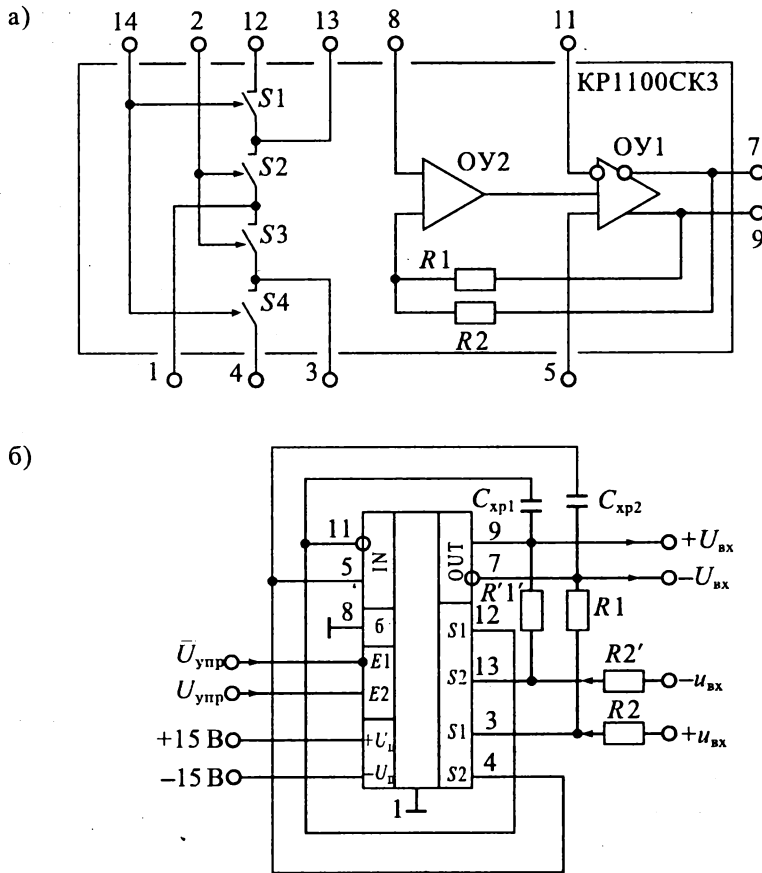 а)
14 2 12 13 8 11
КР1100СК3
S1
ОУ2 ОУ1 7
S2
9
S3
R1
S4
R2
1 4 3 5
б)
Cхр1 Cхр2
11 9 +Uвх
IN OUT
5 7 −Uвх
R'1' R1
8 б 12 S1
Ūупр E1 13 R2'
S2 −uвх
Uупр E2 R2
+15 В 3 S1 +uвх
+U
4
−15 В −Uп S2
1